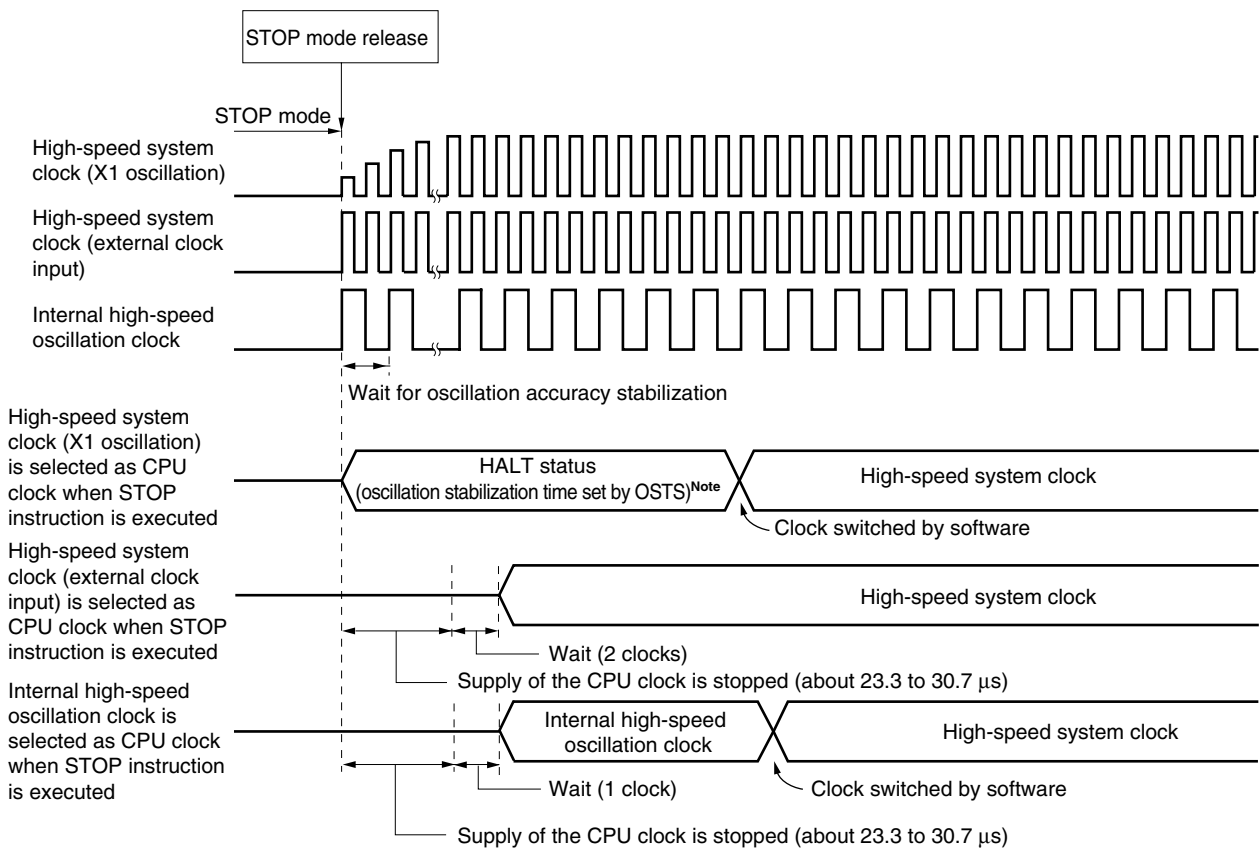 STOP mode release
STOP mode
High-speed system
clock (X1 oscillation)
High-speed system
clock (external clock
input)
Internal high-speed
oscillation clock
Wait for oscillation accuracy stabilization
High-speed system
clock (X1 oscillation)
is selected as CPU
clock when STOP
instruction is executed
HALT status
(oscillation stabilization time set by OSTS)Note
High-speed system clock
Clock switched by software
High-speed system
clock (external clock
input) is selected as
CPU clock when STOP
instruction is executed
High-speed system clock
Wait (2 clocks)
Supply of the CPU clock is stopped (about 23.3 to 30.7 μs)
Internal high-speed
oscillation clock is
selected as CPU clock
when STOP instruction
is executed
Internal high-speed
oscillation clock
High-speed system clock
Wait (1 clock)
Clock switched by software
Supply of the CPU clock is stopped (about 23.3 to 30.7 μs)